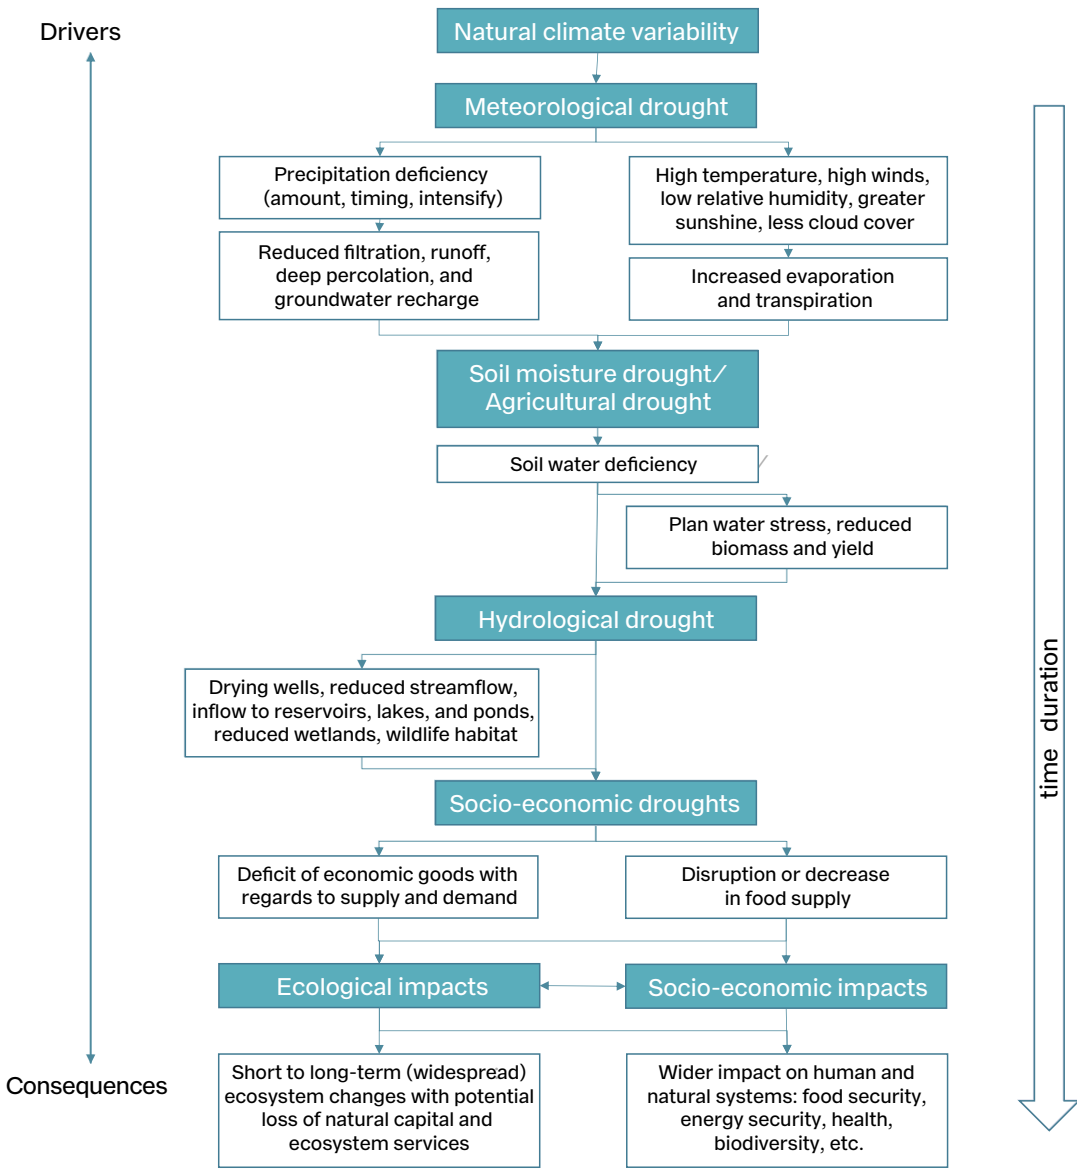 Drivers
Natural climate variability
Meteorological drought
Precipitation deficiency
(amount, timing, intensify)
High temperature, high winds,
low relative humidity, greater
sunshine, less cloud cover
Reduced filtration, runoff,
deep percolation, and
groundwater recharge
Increased evaporation
and transpiration
Soil moisture drought/
Agricultural drought
Soil water deficiency
Plan water stress, reduced
biomass and yield
Hydrological drought
Drying wells, reduced streamflow,
inflow to reservoirs, lakes, and ponds,
reduced wetlands, wildlife habitat
time duration
Socio-economic droughts
Deficit of economic goods with
regards to supply and demand
Disruption or decrease
in food supply
Ecological impacts
Socio-economic impacts
Consequences
Short to long-term (widespread)
ecosystem changes with potential
loss of natural capital and
ecosystem services
Wider impact on human and
natural systems: food security,
energy security, health,
biodiversity, etc.